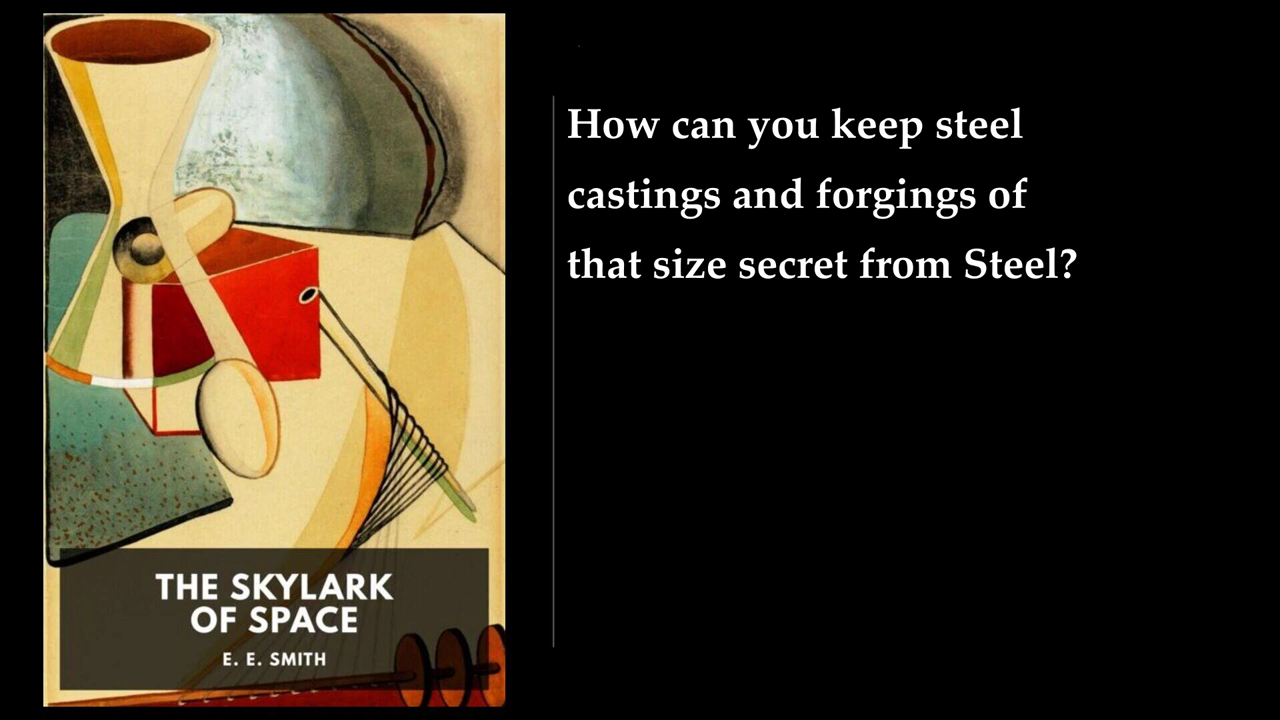 How can you keep steel
castings and forgings of
that size secret from Steel?
THE SKYLARK
OF SPACE
E. E. SMITH